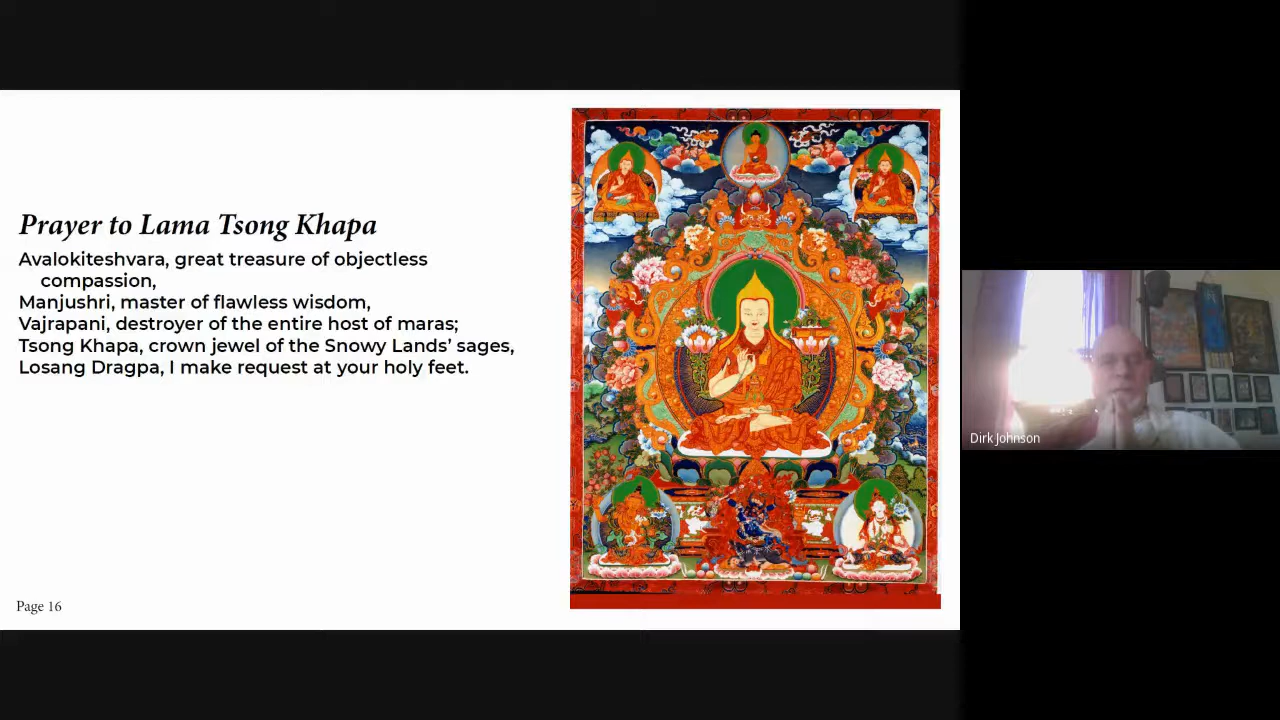 Prayer to Lama Tsong Khapa
Avalokiteshvara, great treasure of objectless
compassion,
Manjushri, master of flawless wisdom,
Vajrapani, destroyer of the entire host of maras;
Tsong Khapa, crown jewel of the Snowy Lands’ sages,
Losang Dragpa, I make request at your holy feet.
Page 16
Dirk Johnson